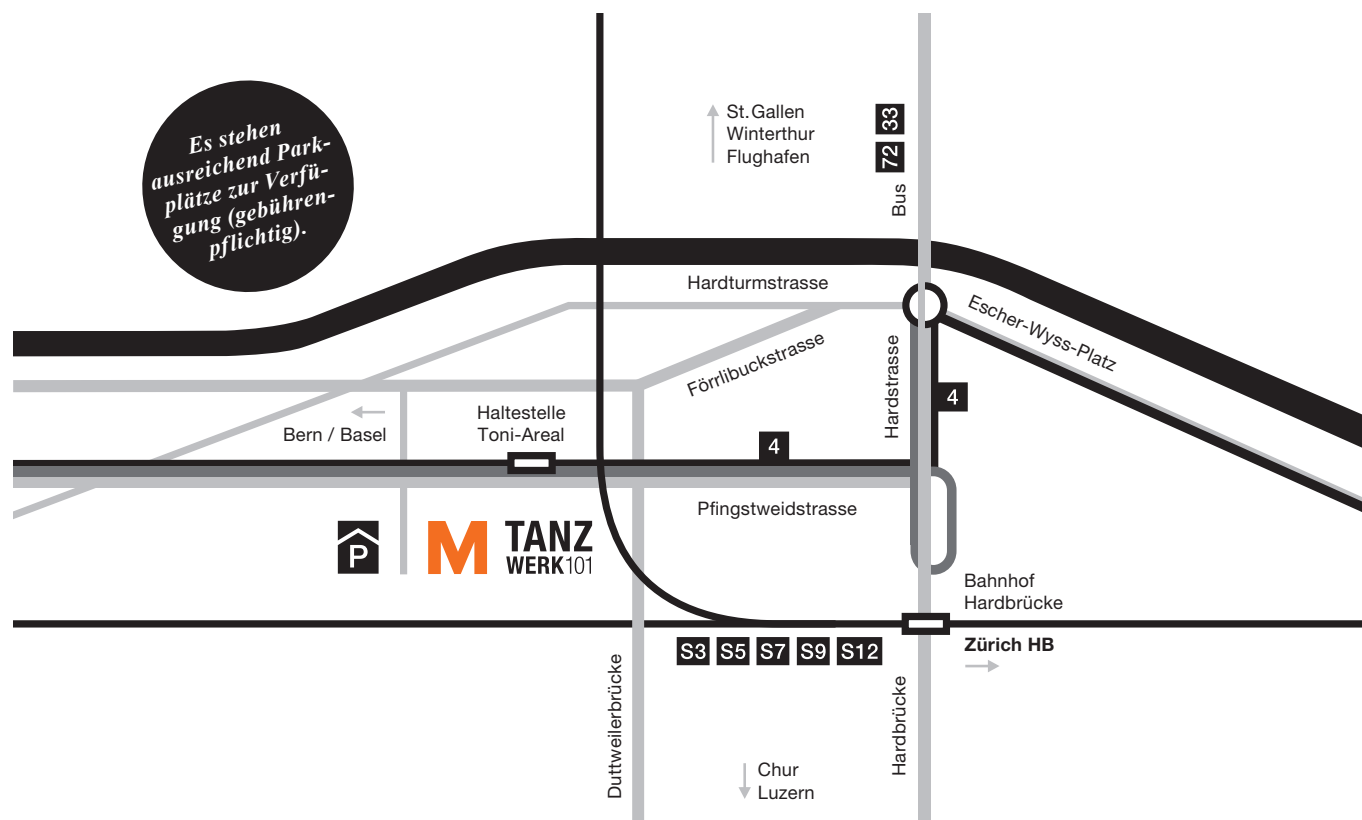 Es stehen
ausreichend Park-
plätze zur Verfü-
gung (gebühren-
pflichtig).
St. Gallen
Winterthur
Flughafen
33
72
Bus
Hardturmstrasse
Escher-Wyss-Platz
Förrlibuckstrasse
Hardstrasse
4
Bern / Basel
Haltestelle
Toni-Areal
4
Pfingstweidstrasse
P
M
TANZ
WERK101
Bahnhof
Hardbrücke
Zürich HB
S3 S5 S7 S9 S12
Duttweilerbrücke
Hardbrücke
Chur
Luzern